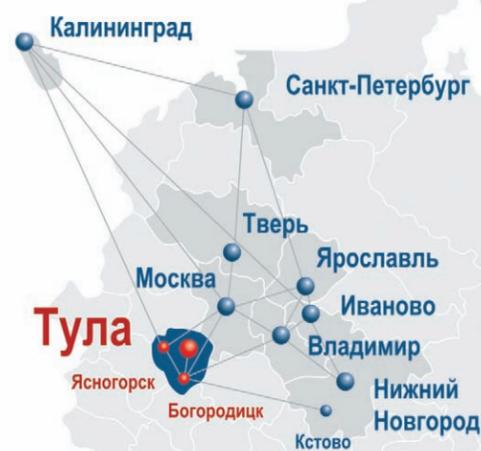 Калининград
Санкт-Петербург
Тверь
Ярославль
Москва
Иваново
Тула
Владимир
Ясногорск
Нижний
Новгород
Богородицк
Кстово